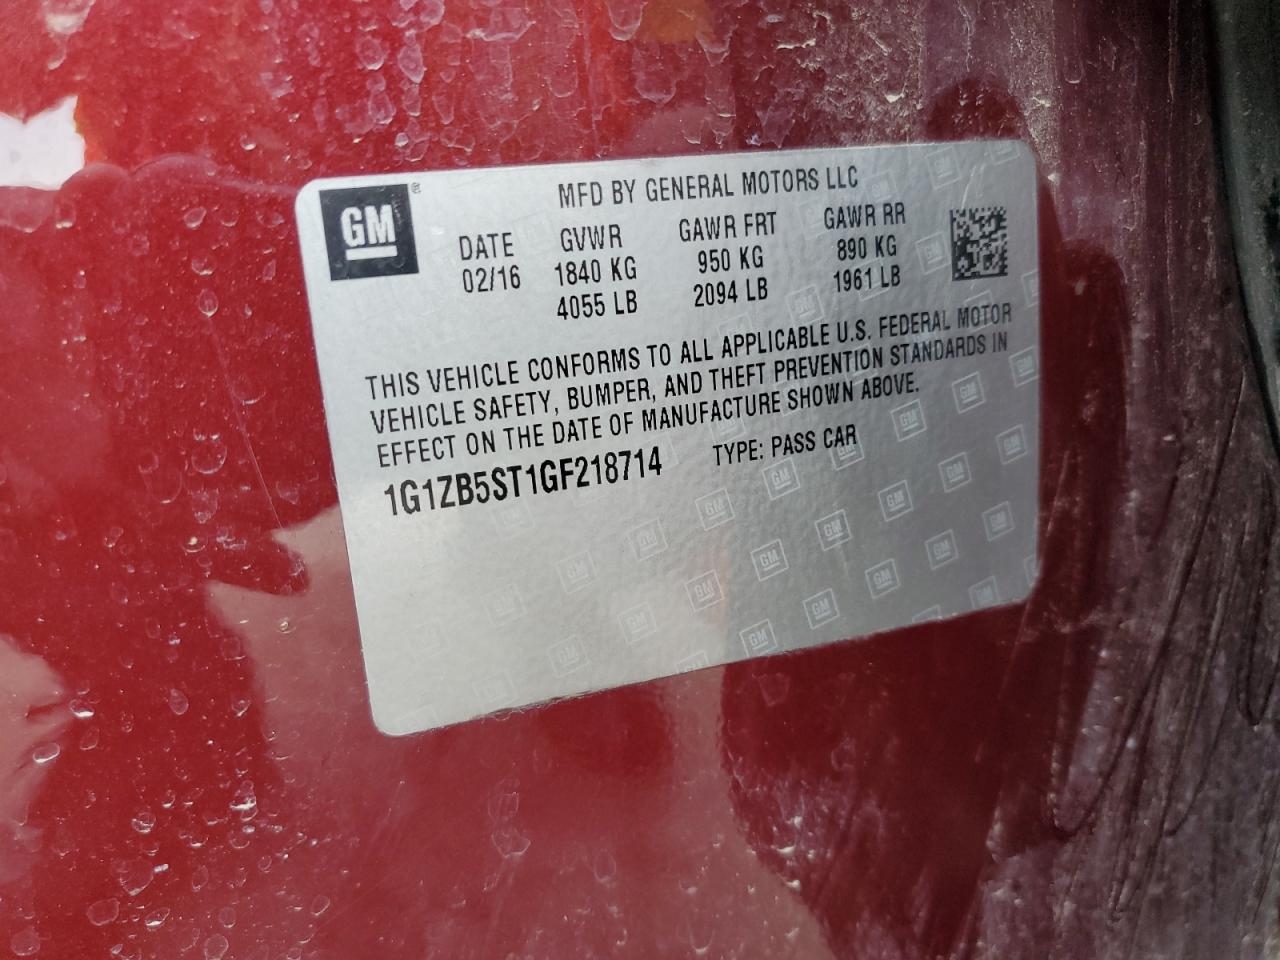 GM
MFD BY GENERAL MOTORS LLC
DATE GVWR GAWR FRT GAWR RR
02/16 1840 KG 950 KG 890 KG
4055 LB 2094 LB 1961 LB
THIS VEHICLE CONFORMS TO ALL APPLICABLE U.S. FEDERAL MOTOR
VEHICLE SAFETY, BUMPER, AND THEFT PREVENTION STANDARDS IN
EFFECT ON THE DATE OF MANUFACTURE SHOWN ABOVE.
1G1ZB5ST1GF218714 TYPE: PASS CAR